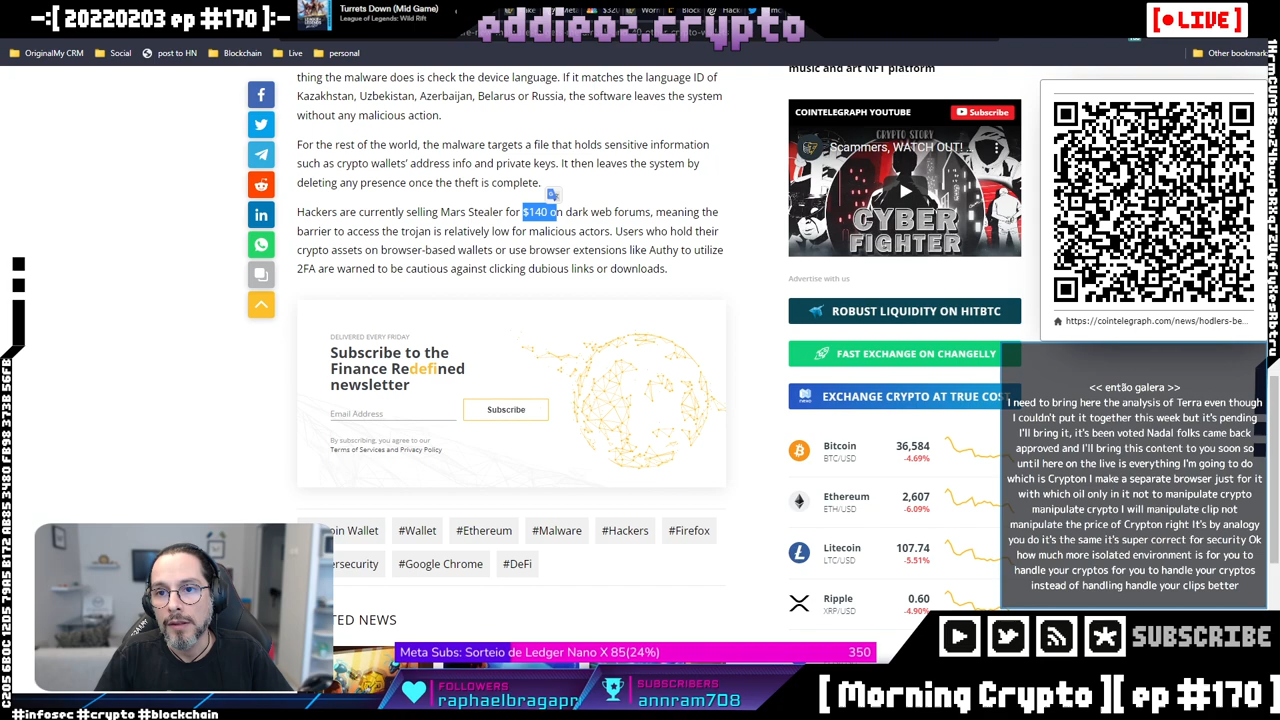 -:[ 20220203 ep #170 ]:-
Turrets Down (Mid Game)
League of Legends: Wild Rift
eddieoz.crypto
[ LIVE ]
OriginalMy CRM
Social
post to HN
Blockchain
Live
personal
Other bookmark
thing the malware does is check the device language. If it matches the language ID of
Kazakhstan, Uzbekistan, Azerbaijan, Belarus or Russia, the software leaves the system
without any malicious action.
For the rest of the world, the malware targets a file that holds sensitive information
such as crypto wallets' address info and private keys. It then leaves the system by
deleting any presence once the theft is complete.
Hackers are currently selling Mars Stealer for $140 on dark web forums, meaning the
barrier to access the trojan is relatively low for malicious actors. Users who hold their
crypto assets on browser-based wallets or use browser extensions like Authy to utilize
2FA are warned to be cautious against clicking dubious links or downloads.
DELIVERED EVERY FRIDAY
Subscribe to the
Finance Redefined
newsletter
Email Address
Subscribe
By subscribing, you agree to our
Terms of Services and Privacy Policy
oin Wallet
#Wallet
#Ethereum
#Malware
#Hackers
#Firefox
ersecurity
#Google Chrome
#DeFi
TED NEWS
music and art NFT platform
COINTELEGRAPH YOUTUBE
Subscribe
CRYPTO STORY
Scammers, WATCH OUT! ...
CYBER
FIGHTER
Advertise with us
ROBUST LIQUIDITY ON HITBTC
FAST EXCHANGE ON CHANGELLY
EXCHANGE CRYPTO AT TRUE COST
Bitcoin
BTC/USD
36,584
-4.69%
Ethereum
ETH/USD
2,607
-6.09%
Litecoin
LTC/USD
107.74
-5.51%
Ripple
XRP/USD
0.60
-4.90%
https://cointelegraph.com/news/hodlers-be...
<< então galera >>
I need to bring here the analysis of Terra even though
I couldn't put it together this week but it's pending
I'll bring it, it's been voted Nadal folks came back
approved and I'll bring this content to you soon so
until here on the live is everything I'm going to do
which is Crypton I make a separate browser just for it
with which oil only in it not to manipulate crypto
manipulate crypto I will manipulate clip not
manipulate the price of Crypton right It's by analogy
you do it's the same it's super correct for security Ok
how much more isolated environment is for you to
handle your cryptos for you to handle your cryptos
instead of handling handle your clips better
Meta Subs: Sorteio de Ledger Nano X 85(24%)
350
FOLLOWERS
raphaelbragapr
SUBSCRIBERS
annram708
SUBSCRIBE
[ Morning Crypto ][ ep #170 ]
#infosec #crypto #blockchain